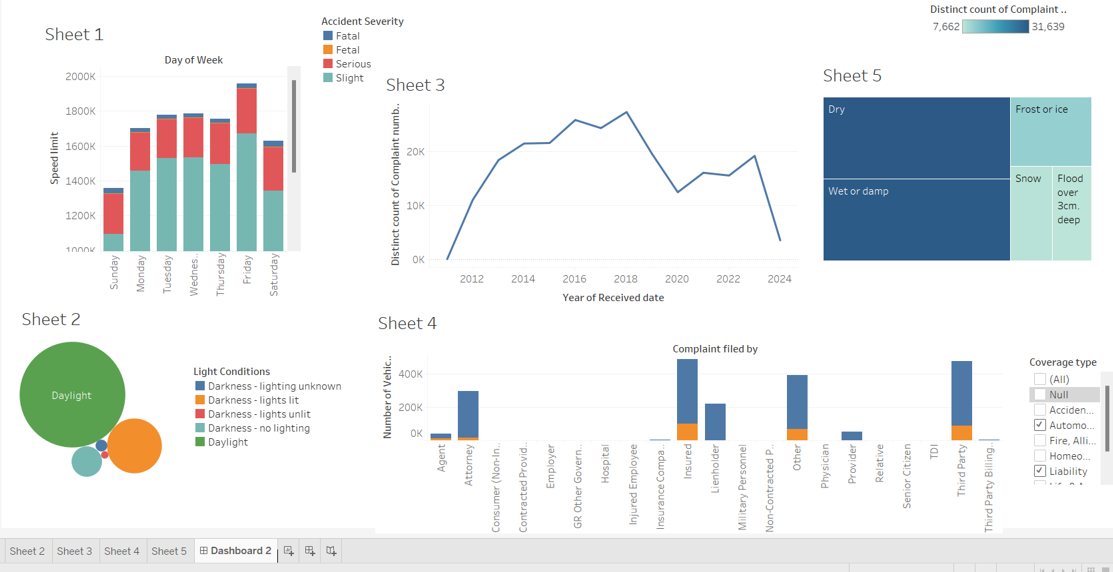 Distinct count of Complaint ..
7,662 31,639
Sheet 1
Accident Severity
Fatal
Fetal
Serious
Slight
Day of Week
Speed limit
2000K
1800K
1600K
1400K
1200K
1000K
Sunday
Monday
Tuesday
Wednes..
Thursday
Friday
Saturday
Sheet 3
Distinct count of Complaint numb..
20K
10K
0K
2012 2014 2016 2018 2020 2022 2024
Year of Received date
Sheet 5
Dry
Frost or ice
Wet or damp
Snow
Flood
over
3cm.
deep
Sheet 2
Daylight
Light Conditions
Darkness - lighting unknown
Darkness - lights lit
Darkness - lights unlit
Darkness - no lighting
Daylight
Sheet 4
Complaint filed by
Number of Vehic..
400K
200K
0K
Agent
Attorney
Consumer (Non-In..
Contracted Provid..
Employer
GR Other Govern..
Hospital
Injured Employee
Insurance Compa..
Insured
Lienholder
Military Personnel
Non-Contracted P..
Other
Physician
Provider
Relative
Senior Citizen
TDI
Third Party
Third Party Billing..
Coverage type
(All)
Null
Acciden..
Automo...
Fire, Alli..
Homeo...
Liability
Sheet 2 Sheet 3 Sheet 4 Sheet 5 Dashboard 2